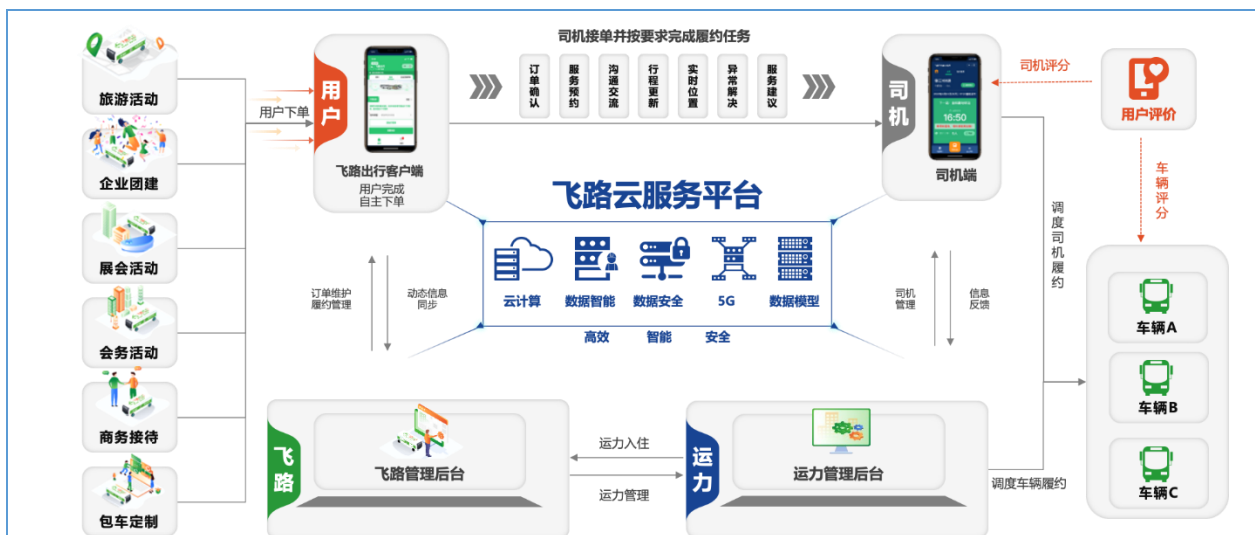 旅游活动
企业团建
展会活动
会务活动
商务接待
包车定制
用户下单
用户
飞路出行客户端
用户完成
自主下单
司机接单并按要求完成履约任务
订单确认
服务预约
沟通交流
行程更新
实时位置
异常解决
服务建议
司机
16:50
司机端
司机评分
用户评价
车辆评分
飞路云服务平台
云计算
数据智能
数据安全
5G
数据模型
高效
智能
安全
订单维护
履约管理
动态信息
同步
司机
管理
信息
反馈
调度司机履约
飞路
飞路管理后台
运力入住
运力管理
运力
运力管理后台
调度车辆履约
车辆A
车辆B
车辆C